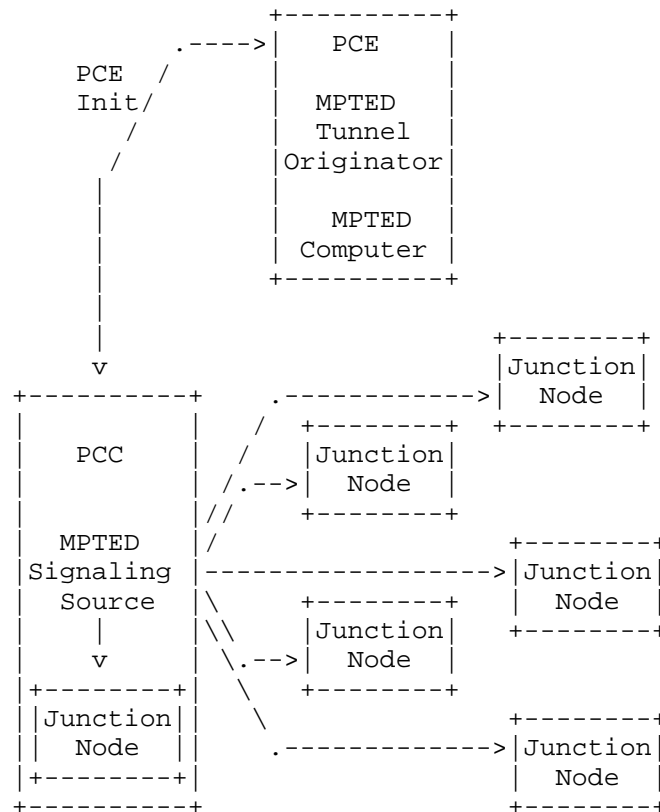 PCE
PCE
Init
MPTED
Tunnel
Originator
MPTED
Computer
Junction
Node
PCC
Junction
Node
MPTED
Signaling
Source
Junction
Node
Junction
Node
Junction
Node
Junction
Node